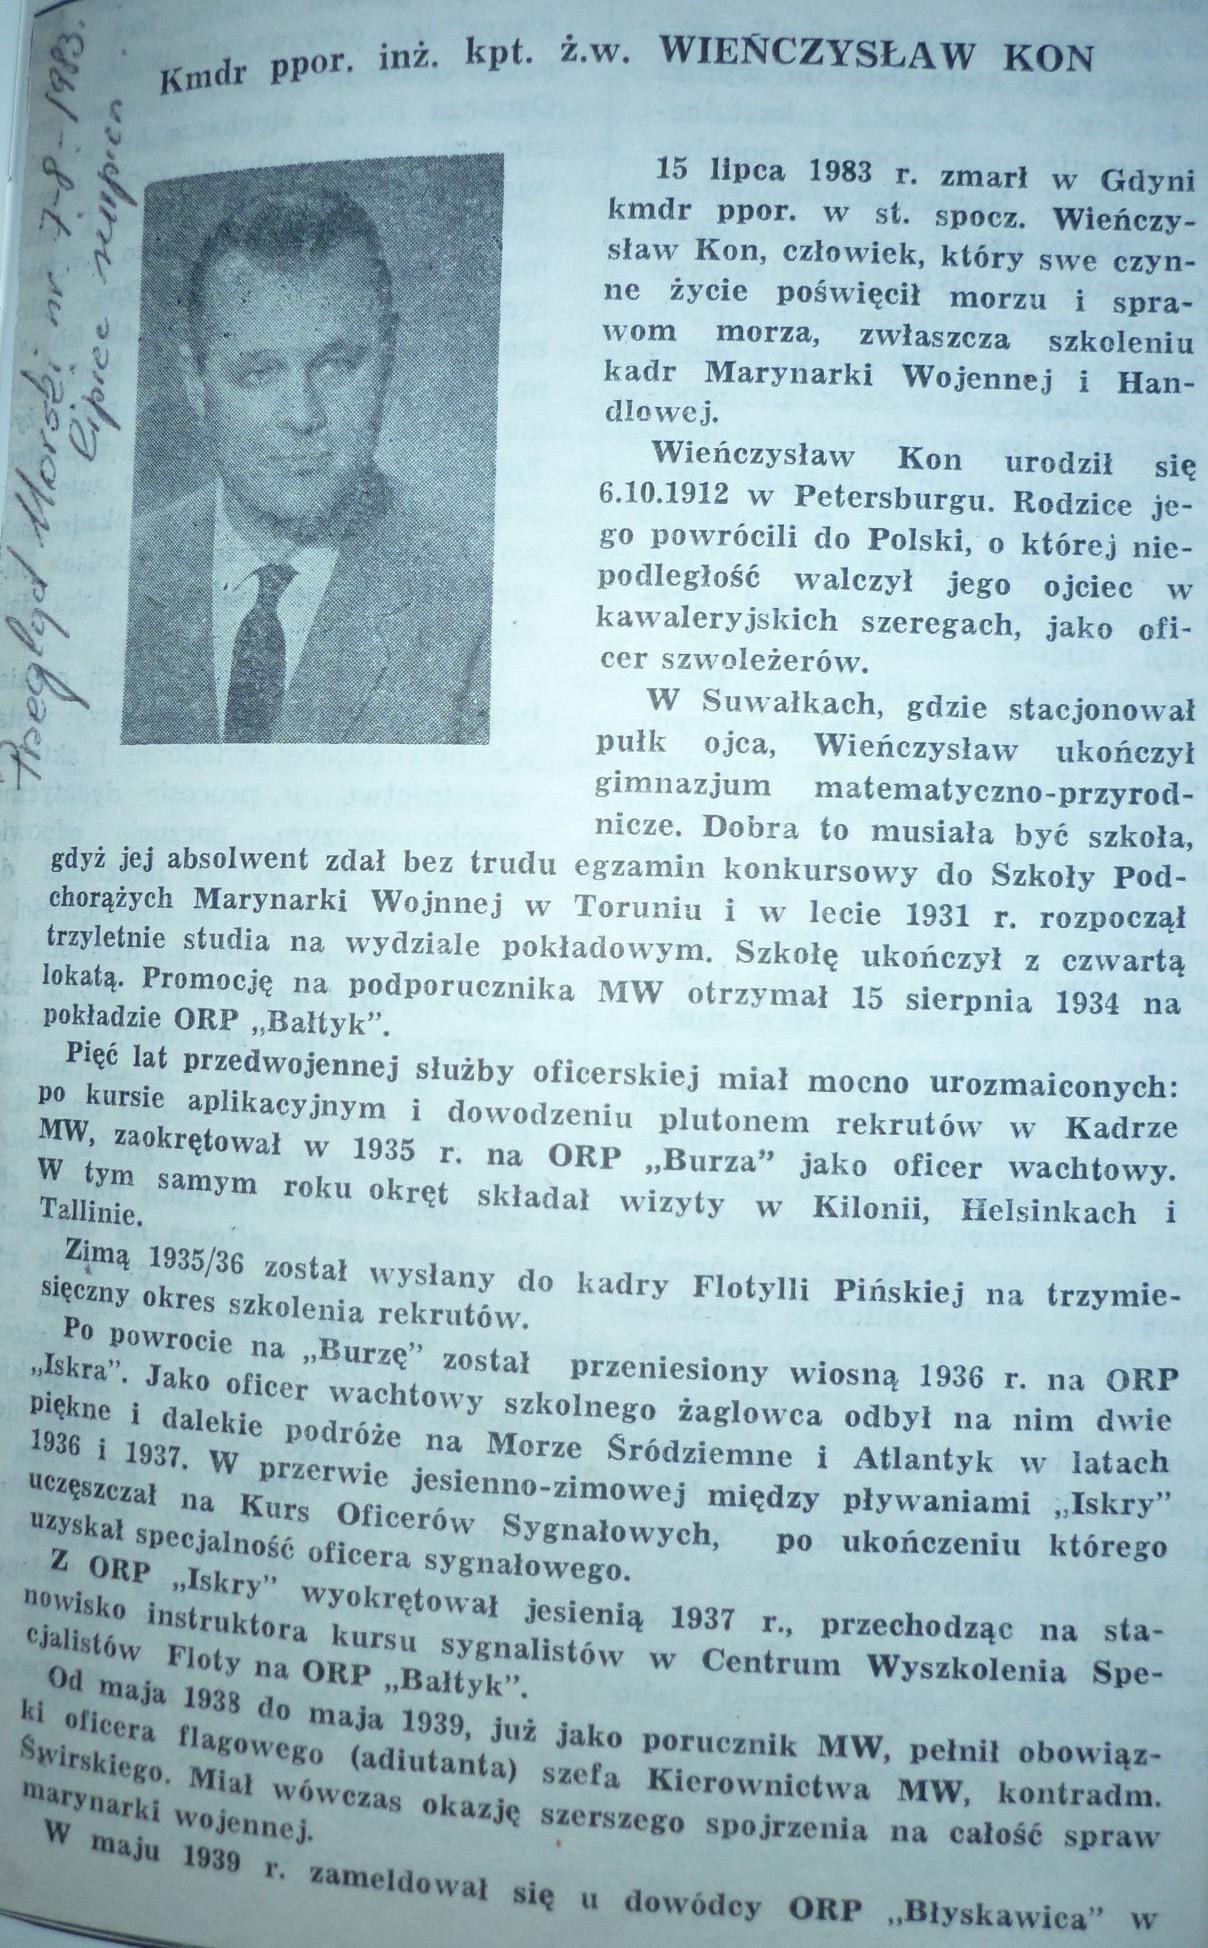 Przegląd Morski nr. 7-8-1983.
lipiec sierpień
Kmdr ppor. inż. kpt. ż.w. WIEŃCZYSŁAW KON
15 lipca 1983 r. zmarł w Gdyni
kmdr ppor. w st. spocz. Wieńczy-
sław Kon, człowiek, który swe czyn-
ne życie poświęcił morzu i spra-
wom morza, zwłaszcza szkoleniu
kadr Marynarki Wojennej i Han-
dlowej.
Wieńczysław Kon urodził się
6.10.1912 w Petersburgu. Rodzice je-
go powrócili do Polski, o której nie-
podległość walczył jego ojciec w
kawaleryjskich szeregach, jako ofi-
cer szwoleżerów.
W Suwałkach, gdzie stacjonował
pułk ojca, Wieńczysław ukończył
gimnazjum matematyczno-przyrod-
nicze. Dobra to musiała być szkoła,
gdyż jej absolwent zdał bez trudu egzamin konkursowy do Szkoły Pod-
chorążych Marynarki Wojnnej w Toruniu i w lecie 1931 r. rozpoczął
trzyletnie studia na wydziale pokładowym. Szkołę ukończył z czwartą
lokatą. Promocję na podporucznika MW otrzymał 15 sierpnia 1934 na
pokładzie ORP „Bałtyk”.
Pięć lat przedwojennej służby oficerskiej miał mocno urozmaiconych:
po kursie aplikacyjnym i dowodzeniu plutonem rekrutów w Kadrze
MW, zaokrętował w 1935 r. na ORP „Burza” jako oficer wachtowy.
W tym samym roku okręt składał wizyty w Kilonii, Helsinkach i
Tallinie.
Zimą 1935/36 został wysłany do kadry Flotylli Pińskiej na trzymie-
sięczny okres szkolenia rekrutów.
Po powrocie na „Burzę” został przeniesiony wiosną 1936 r. na ORP
„Iskra”. Jako oficer wachtowy szkolnego żaglowca odbył na nim dwie
piękne i dalekie podróże na Morze Śródziemne i Atlantyk w latach
1936 i 1937. W przerwie jesienno-zimowej między pływaniami „Iskry”
uczęszczał na Kurs Oficerów Sygnałowych, po ukończeniu którego
uzyskał specjalność oficera sygnałowego.
Z ORP „Iskry” wyokrętował jesienią 1937 r., przechodząc na sta-
nowisko instruktora kursu sygnalistów w Centrum Wyszkolenia Spe-
cjalistów Floty na ORP „Bałtyk”.
Od maja 1938 do maja 1939, już jako porucznik MW, pełnił obowiąz-
ki oficera flagowego (adiutanta) szefa Kierownictwa MW, kontradm.
Świrskiego. Miał wówczas okazję szerszego spojrzenia na całość spraw
marynarki wojennej.
W maju 1939 r. zameldował się u dowódcy ORP „Błyskawica” w